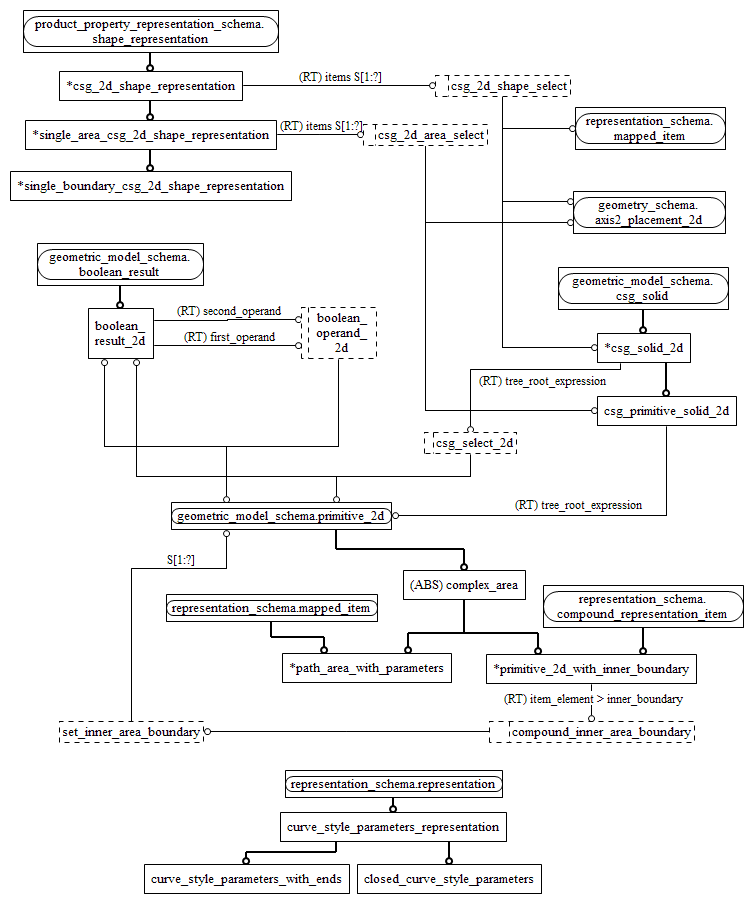 product_property_representation_schema.
shape_representation
*csg_2d_shape_representation
(RT) items S[1:?]
csg_2d_shape_select
*single_area_csg_2d_shape_representation
(RT) items S[1:?]
csg_2d_area_select
representation_schema.
mapped_item
*single_boundary_csg_2d_shape_representation
geometry_schema.
axis2_placement_2d
geometric_model_schema.
boolean_result
geometric_model_schema.
csg_solid
boolean_
result_2d
(RT) second_operand
(RT) first_operand
boolean_
operand_
2d
*csg_solid_2d
(RT) tree_root_expression
csg_primitive_solid_2d
csg_select_2d
geometric_model_schema.primitive_2d
(RT) tree_root_expression
S[1:?]
(ABS) complex_area
representation_schema.mapped_item
representation_schema.
compound_representation_item
*path_area_with_parameters
*primitive_2d_with_inner_boundary
(RT) item_element > inner_boundary
set_inner_area_boundary
compound_inner_area_boundary
representation_schema.representation
curve_style_parameters_representation
curve_style_parameters_with_ends
closed_curve_style_parameters